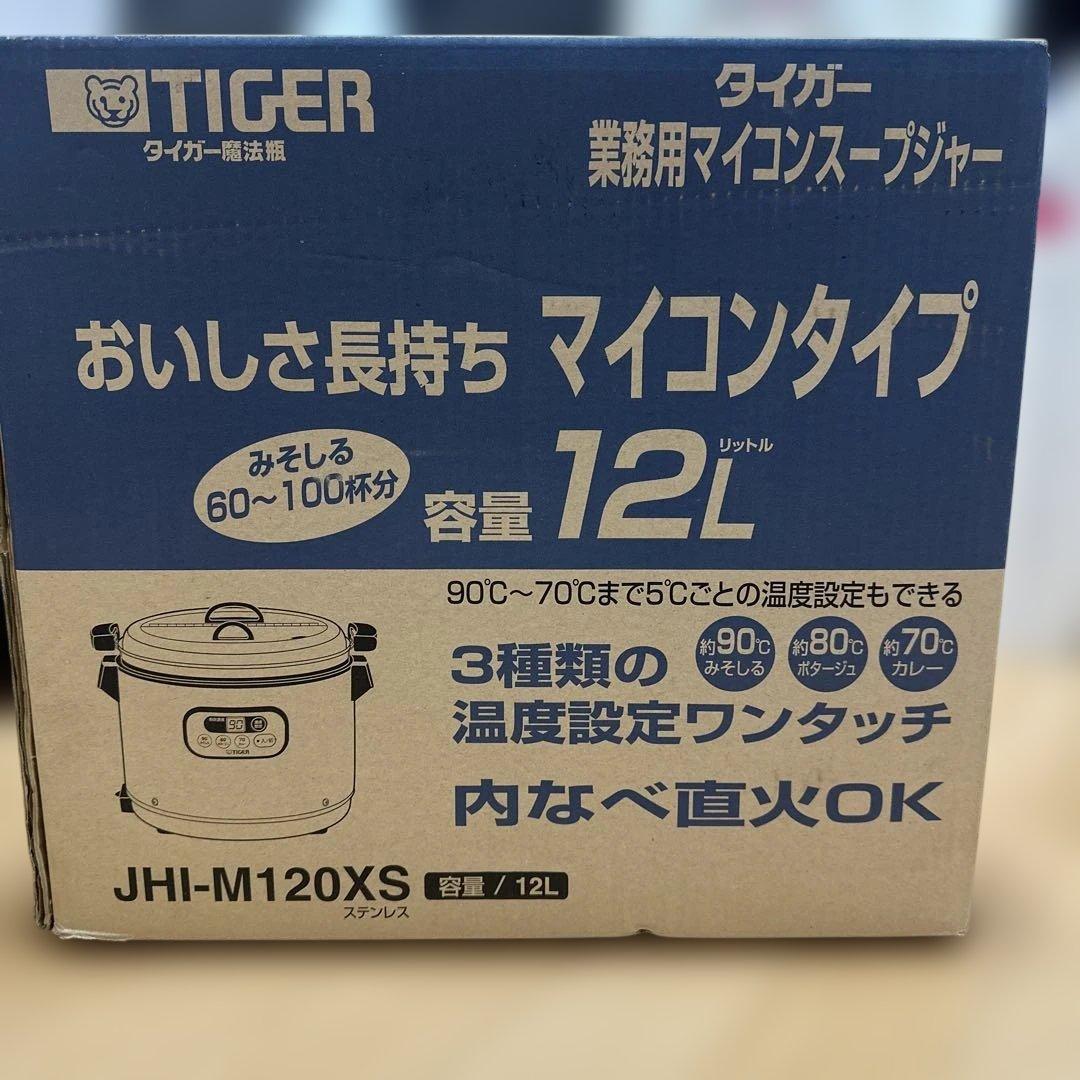 TIGER
タイガー魔法瓶
タイガー
業務用マイコンスープジャー
おいしさ長持ち マイコンタイプ
みそしる
60〜100杯分
容量 12L
リットル
90℃〜70℃まで5℃ごとの温度設定もできる
3種類の
約90℃
みそしる
約80℃
ポタージュ
約70℃
カレー
温度設定ワンタッチ
内なべ直火OK
90
TIGER
JHI-M120XS
ステンレス
容量 / 12L